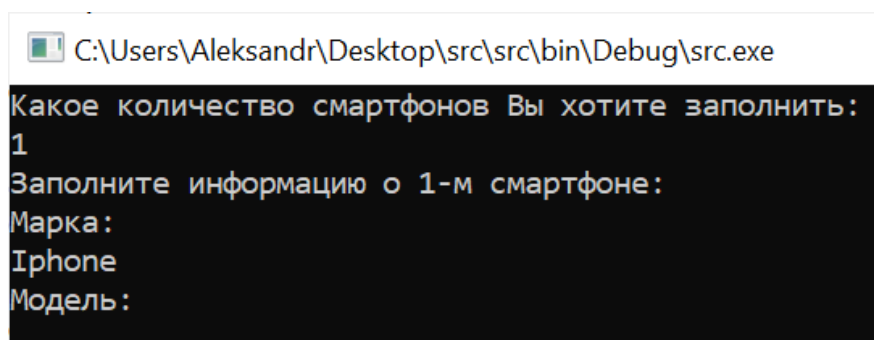 C:\Users\Aleksandr\Desktop\src\src\bin\Debug\src.exe
Какое количество смартфонов Вы хотите заполнить:
1
Заполните информацию о 1-м смартфоне:
Марка:
Iphone
Модель: